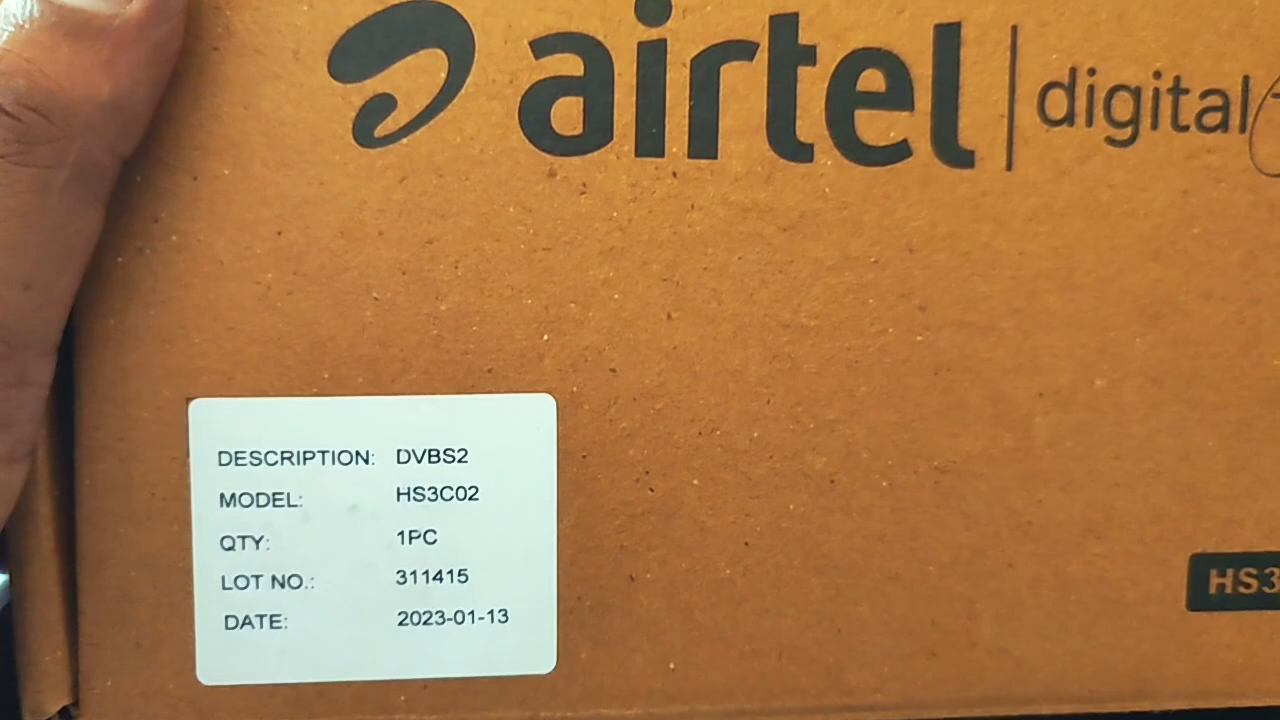 airtel digital
DESCRIPTION: DVBS2
MODEL: HS3C02
QTY: 1PC
LOT NO.: 311415
DATE: 2023-01-13
HS3